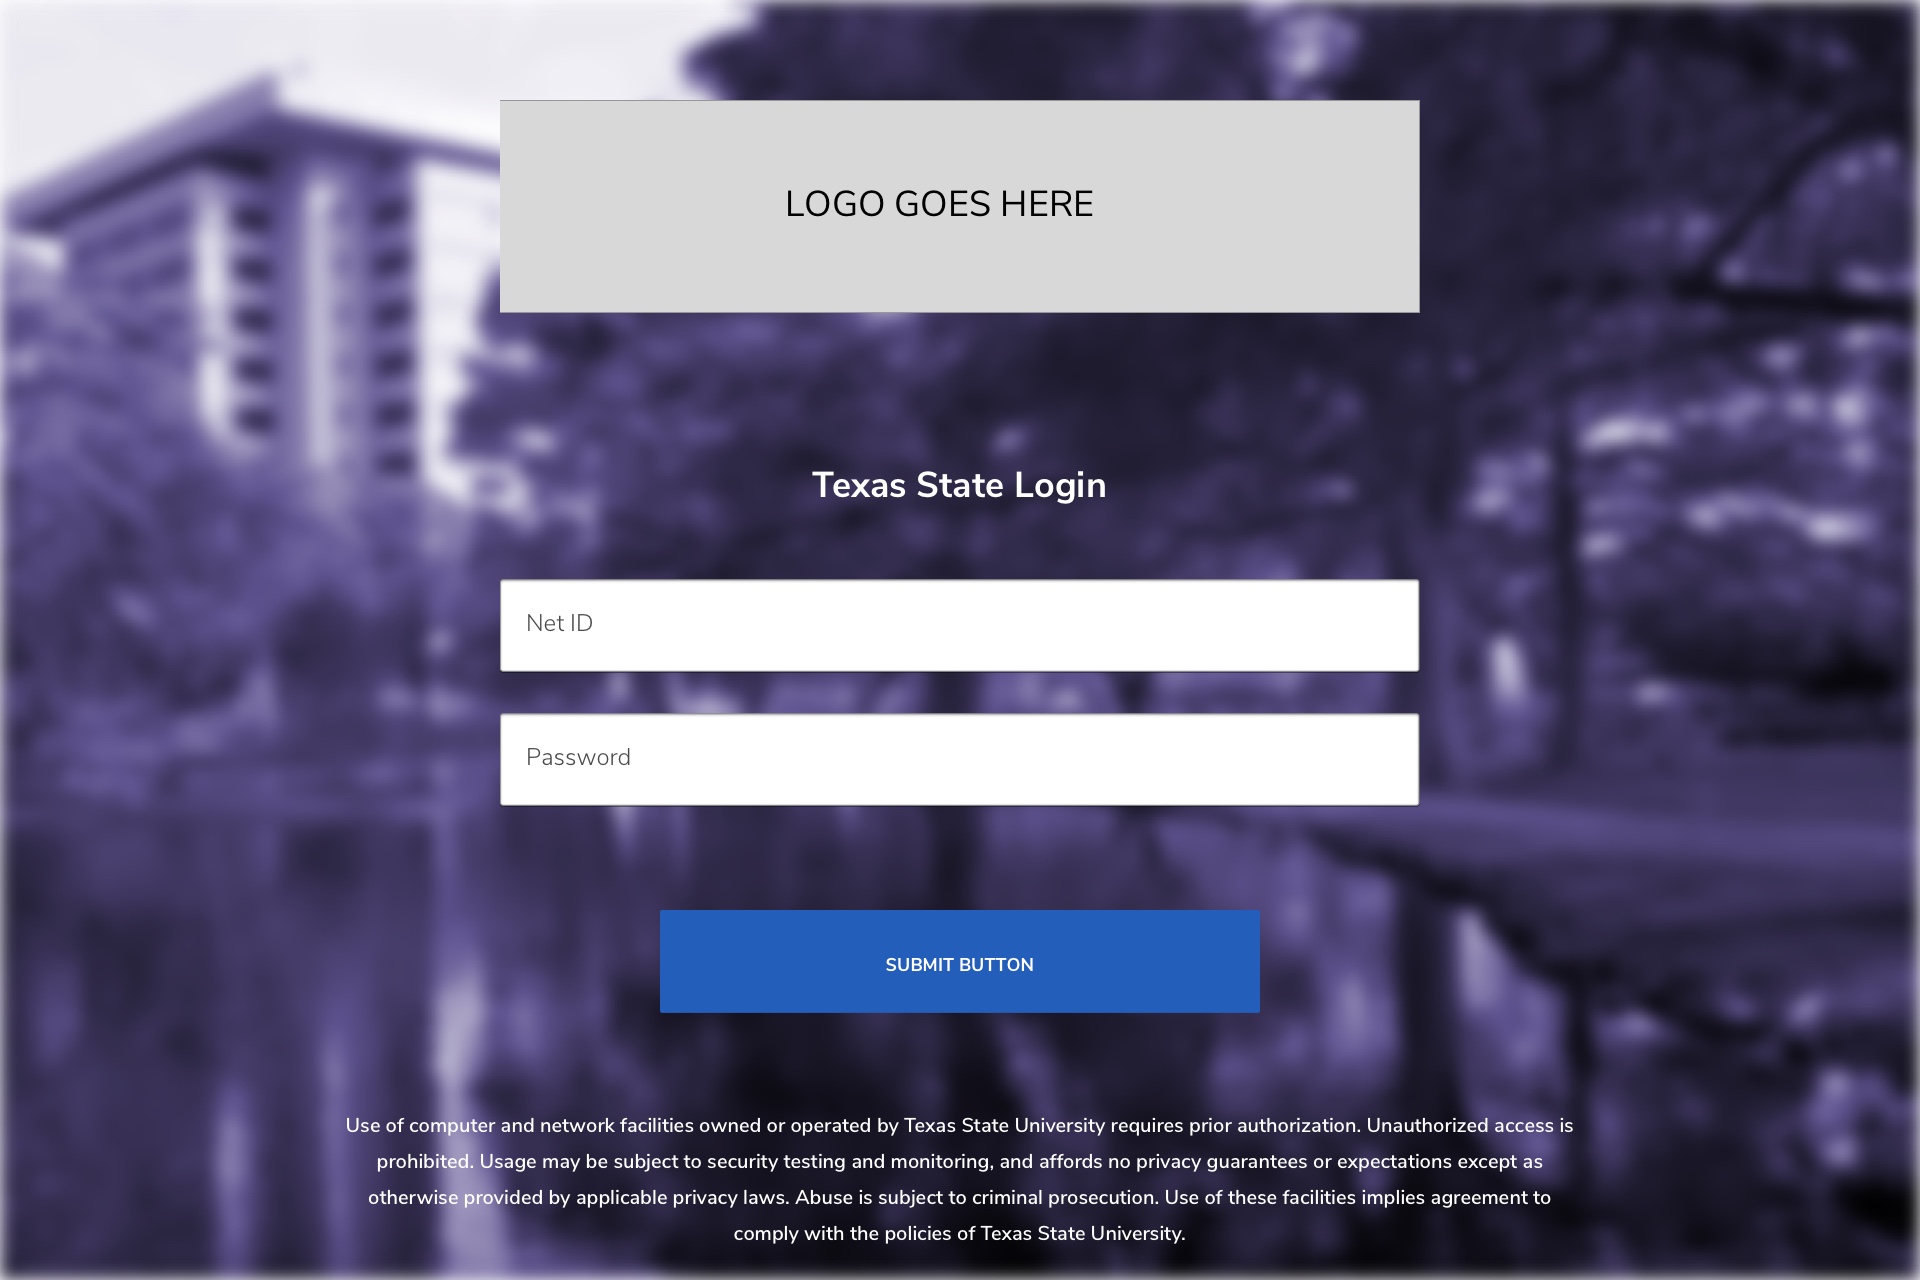 LOGO GOES HERE
Texas State Login
Net ID
Password
SUBMIT BUTTON
Use of computer and network facilities owned or operated by Texas State University requires prior authorization. Unauthorized access is
prohibited. Usage may be subject to security testing and monitoring, and affords no privacy guarantees or expectations except as
otherwise provided by applicable privacy laws. Abuse is subject to criminal prosecution. Use of these facilities implies agreement to
comply with the policies of Texas State University.